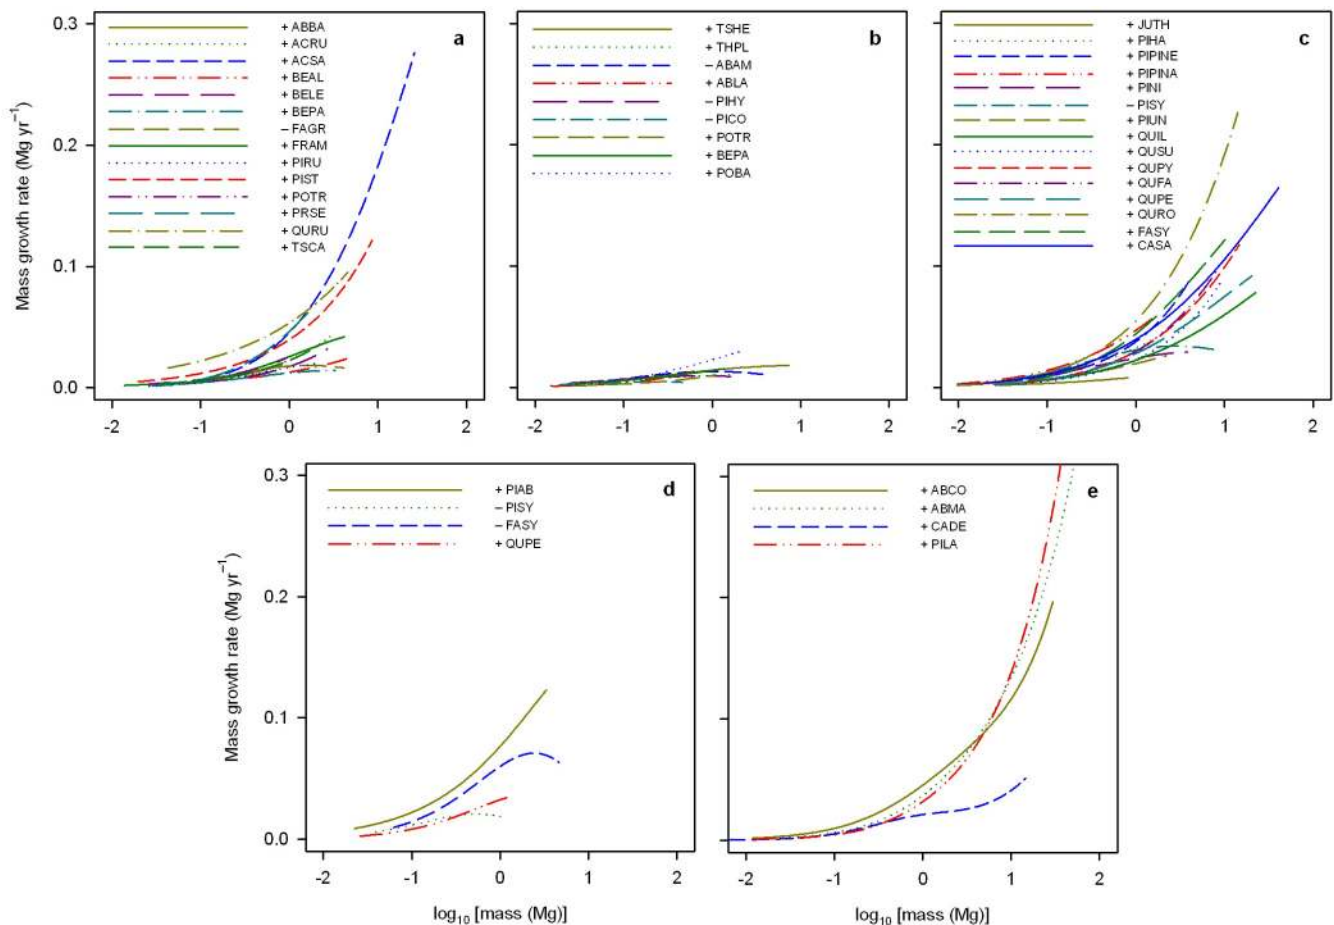 Mass growth rate (Mg yr⁻¹)
0.3
0.2
0.1
0.0
a
+ ABBA
+ ACRU
+ ACSA
+ BEAL
+ BELE
+ BEPA
– FAGR
+ FRAM
+ PIRU
+ PIST
+ POTR
+ PRSE
+ QURU
+ TSCA
-2 -1 0 1 2
b
+ TSHE
+ THPL
– ABAM
+ ABLA
– PIHY
– PICO
+ POTR
+ BEPA
+ POBA
-2 -1 0 1 2
c
+ JUTH
+ PIHA
+ PIPINE
+ PIPINA
+ PINI
– PISY
+ PIUN
+ QUIL
+ QUSU
+ QUPY
+ QUFA
+ QUPE
+ QURO
+ FASY
+ CASA
-2 -1 0 1 2
Mass growth rate (Mg yr⁻¹)
0.3
0.2
0.1
0.0
d
+ PIAB
– PISY
– FASY
+ QUPE
-2 -1 0 1 2
log₁₀ [mass (Mg)]
e
+ ABCO
+ ABMA
+ CADE
+ PILA
-2 -1 0 1 2
log₁₀ [mass (Mg)]